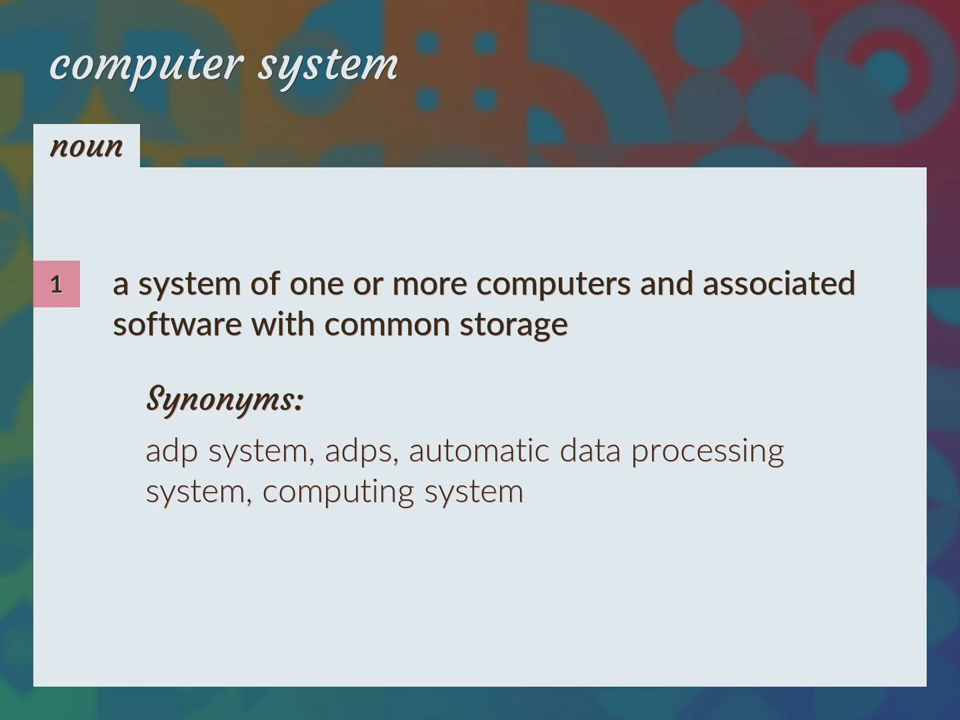 computer system
noun
1
a system of one or more computers and associated
software with common storage
Synonyms:
adp system, adps, automatic data processing
system, computing system